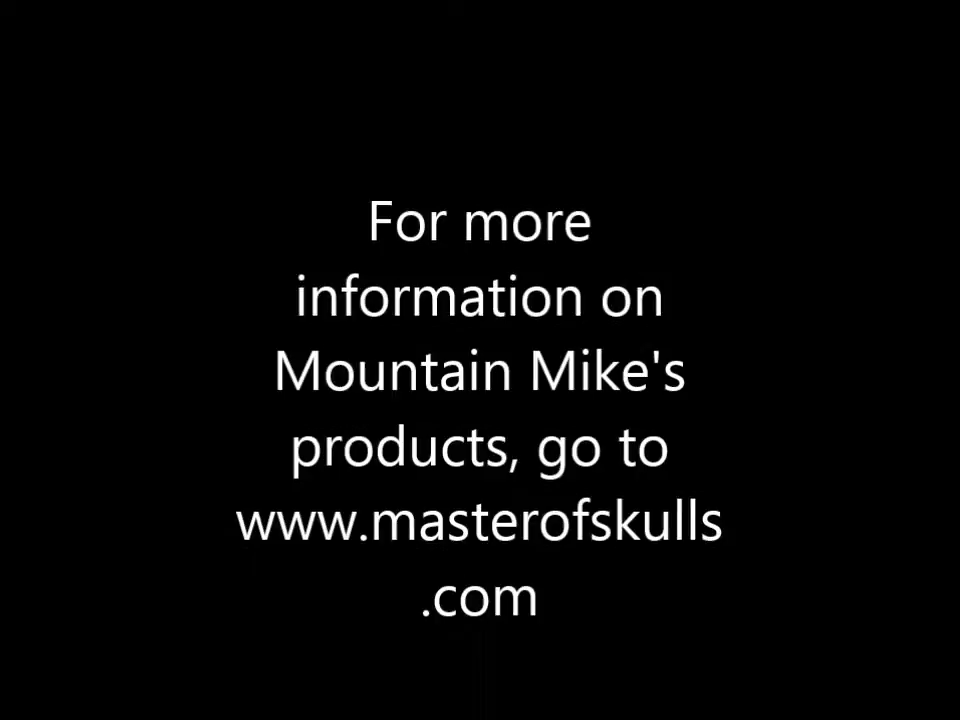 For more
information on
Mountain Mike's
products, go to
www.masterofskulls
.com